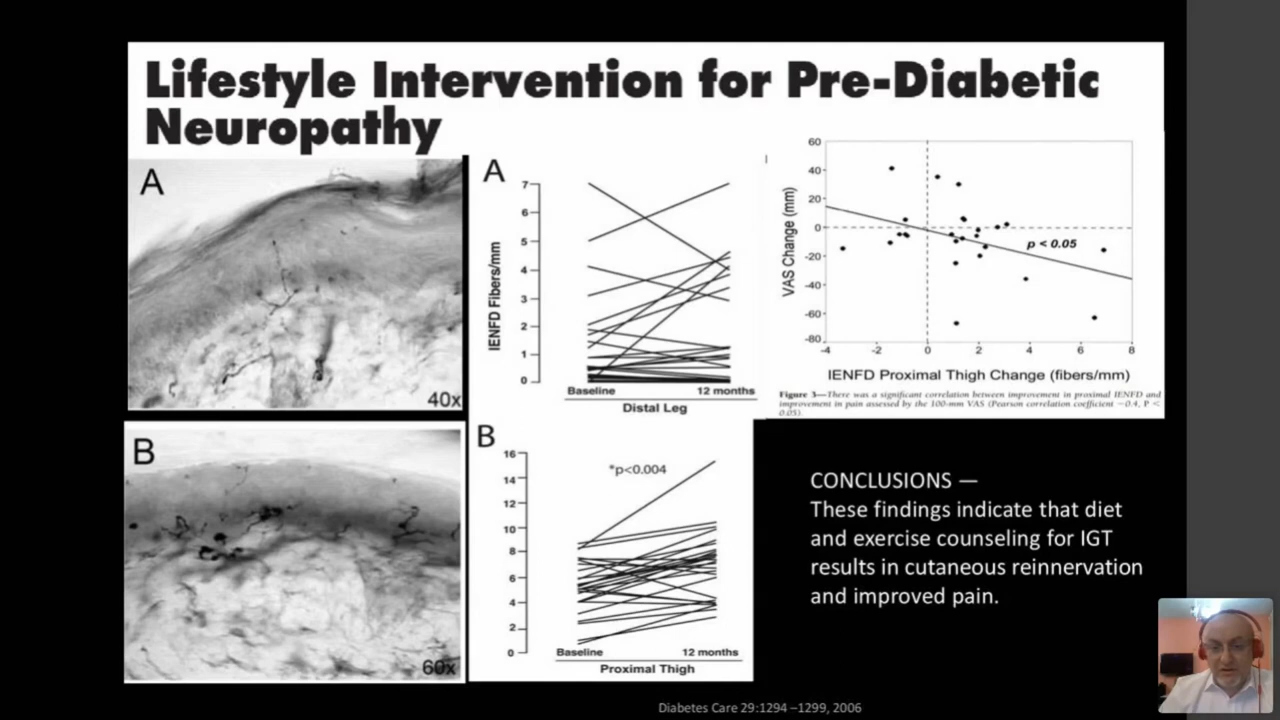 Lifestyle Intervention for Pre-Diabetic
Neuropathy
A
40x
B
60x
A
7
6
5
4
3
2
1
0
IENFD Fibers/mm
Baseline
12 months
Distal Leg
B
*p<0.004
16
14
12
10
8
6
4
2
0
Baseline
12 months
Proximal Thigh
60
40
20
0
-20
-40
-60
-80
VAS Change (mm)
p < 0.05
-4
-2
0
2
4
6
8
IENFD Proximal Thigh Change (fibers/mm)
Figure 3—There was a significant correlation between improvement in proximal IENFD and
improvement in pain assessed by the 100-mm VAS (Pearson correlation coefficient −0.4, P <
0.05).
CONCLUSIONS —
These findings indicate that diet
and exercise counseling for IGT
results in cutaneous reinnervation
and improved pain.
Diabetes Care 29:1294 –1299, 2006